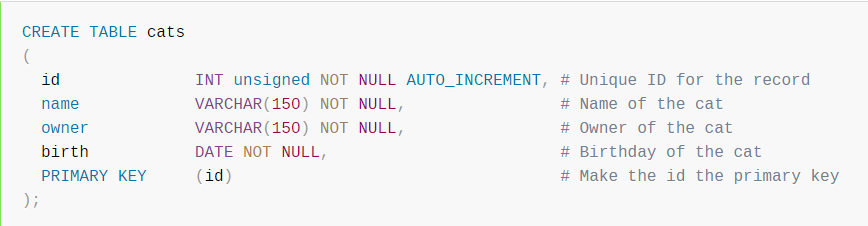 CREATE TABLE cats
(
  id              INT unsigned NOT NULL AUTO_INCREMENT, # Unique ID for the record
  name            VARCHAR(150) NOT NULL,                # Name of the cat
  owner           VARCHAR(150) NOT NULL,                # Owner of the cat
  birth           DATE NOT NULL,                        # Birthday of the cat
  PRIMARY KEY     (id)                                  # Make the id the primary key
);